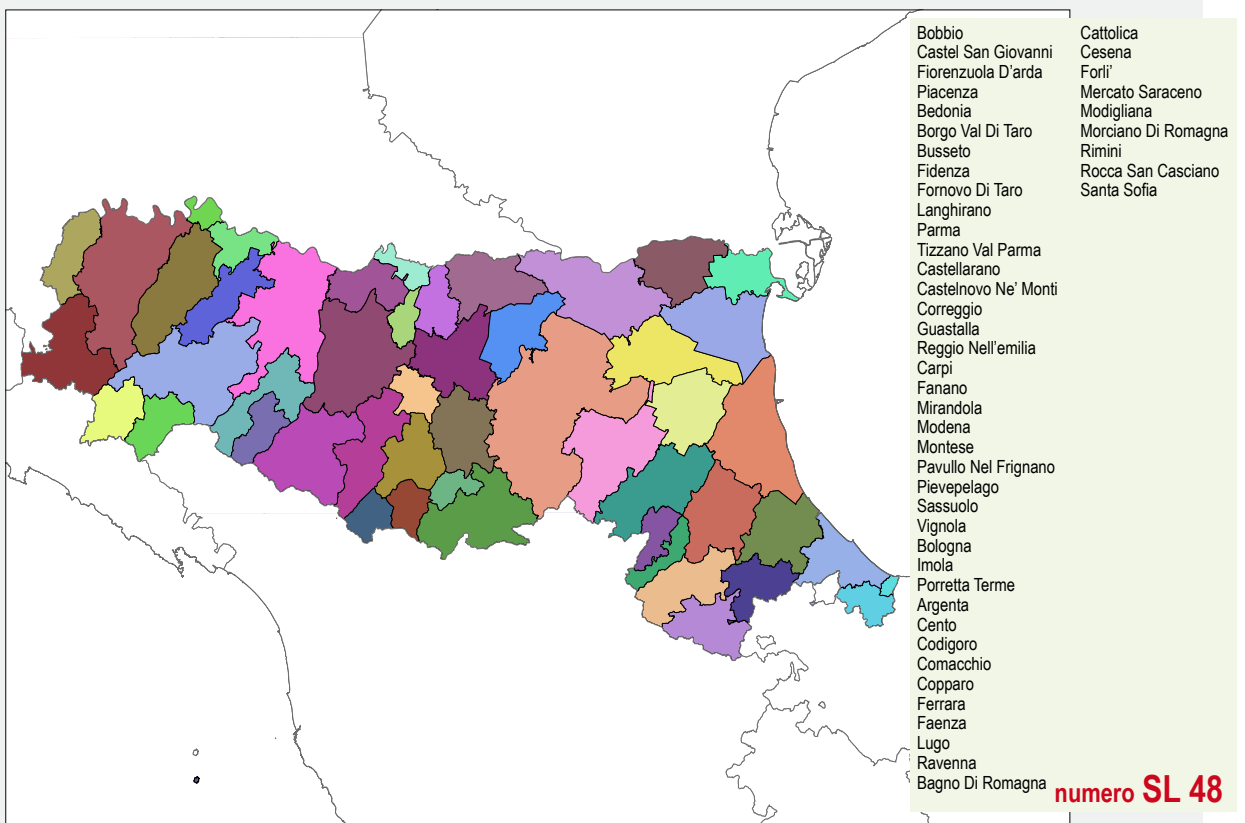 Bobbio
Castel San Giovanni
Fiorenzuola D'arda
Piacenza
Bedonia
Borgo Val Di Taro
Busseto
Fidenza
Fornovo Di Taro
Langhirano
Parma
Tizzano Val Parma
Castellarano
Castelnovo Ne' Monti
Correggio
Guastalla
Reggio Nell'emilia
Carpi
Fanano
Mirandola
Modena
Montese
Pavullo Nel Frignano
Pievepelago
Sassuolo
Vignola
Bologna
Imola
Porretta Terme
Argenta
Cento
Codigoro
Comacchio
Copparo
Ferrara
Faenza
Lugo
Ravenna
Bagno Di Romagna
Cattolica
Cesena
Forli'
Mercato Saraceno
Modigliana
Morciano Di Romagna
Rimini
Rocca San Casciano
Santa Sofia
numero SL 48